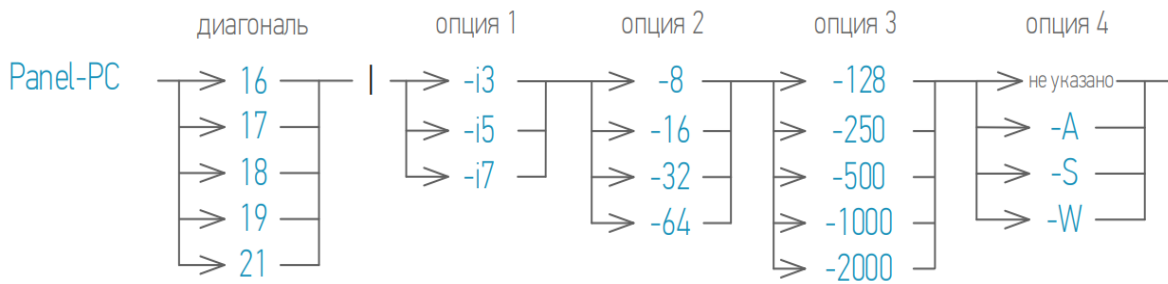 диагональ опция 1 опция 2 опция 3 опция 4
Panel-PC 16 | -i3 -8 -128 не указано
17 -i5 -16 -250 -A
18 -i7 -32 -500 -S
19 -64 -1000 -W
21 -2000